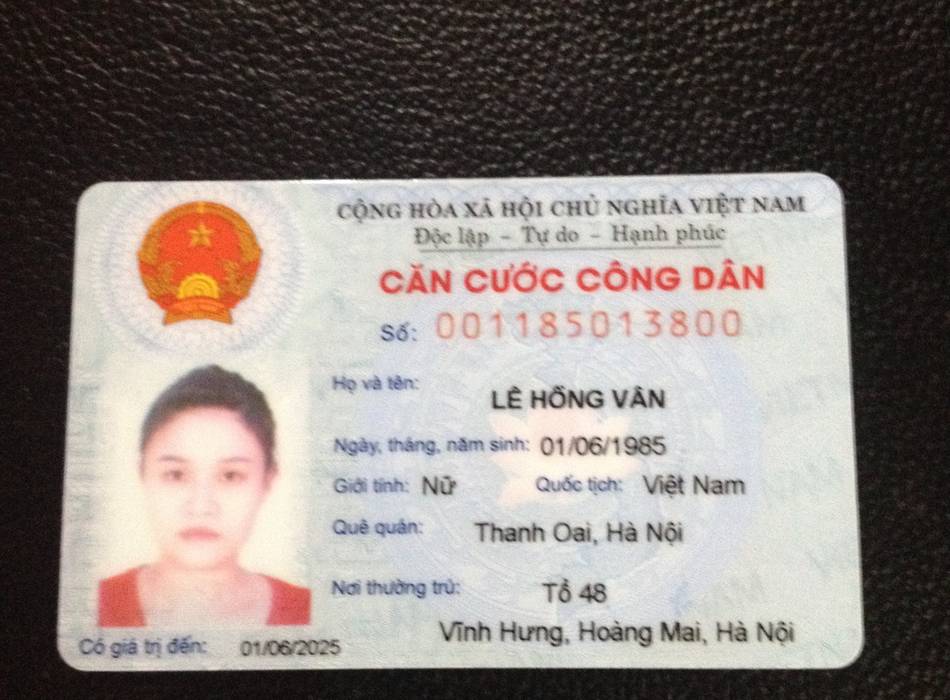 CỘNG HÒA XÃ HỘI CHỦ NGHĨA VIỆT NAM
Độc lập – Tự do – Hạnh phúc
CĂN CƯỚC CÔNG DÂN
Số: 001185013800
Họ và tên: LÊ HỒNG VÂN
Ngày, tháng, năm sinh: 01/06/1985
Giới tính: Nữ Quốc tịch: Việt Nam
Quê quán: Thanh Oai, Hà Nội
Nơi thường trú: Tổ 48
Vĩnh Hưng, Hoàng Mai, Hà Nội
Có giá trị đến: 01/06/2025